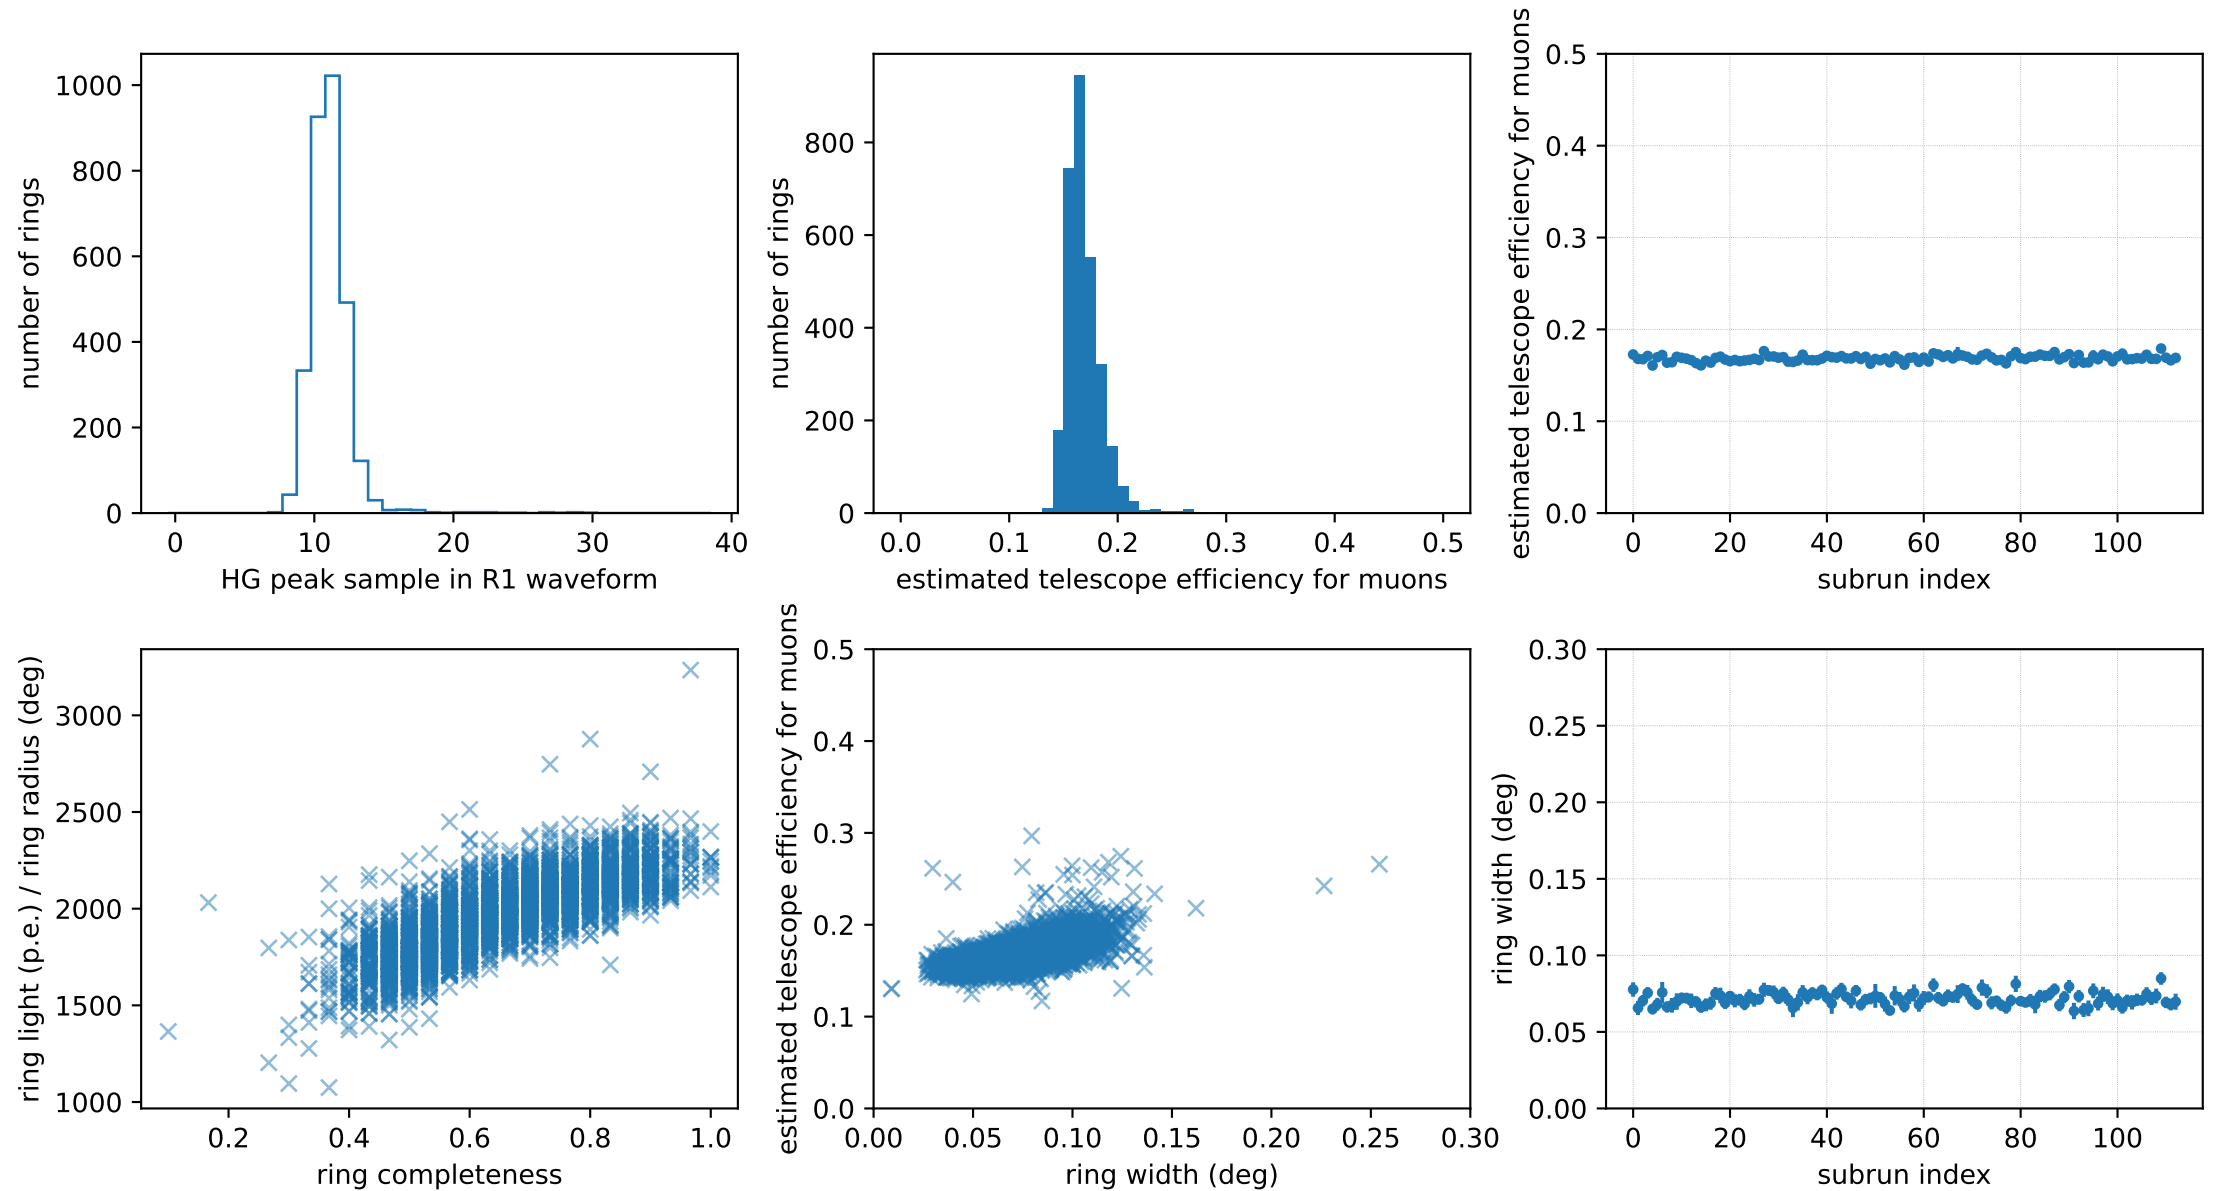 1000
800
600
400
200
0
number of rings
0 10 20 30 40
HG peak sample in R1 waveform
800
600
400
200
0
number of rings
0.0 0.1 0.2 0.3 0.4 0.5
estimated telescope efficiency for muons
0.5
0.4
0.3
0.2
0.1
0.0
estimated telescope efficiency for muons
0 20 40 60 80 100
subrun index
3000
2500
2000
1500
1000
ring light (p.e.) / ring radius (deg)
0.2 0.4 0.6 0.8 1.0
ring completeness
0.5
0.4
0.3
0.2
0.1
0.0
estimated telescope efficiency for muons
0.00 0.05 0.10 0.15 0.20 0.25 0.30
ring width (deg)
0.30
0.25
0.20
0.15
0.10
0.05
0.00
ring width (deg)
0 20 40 60 80 100
subrun index